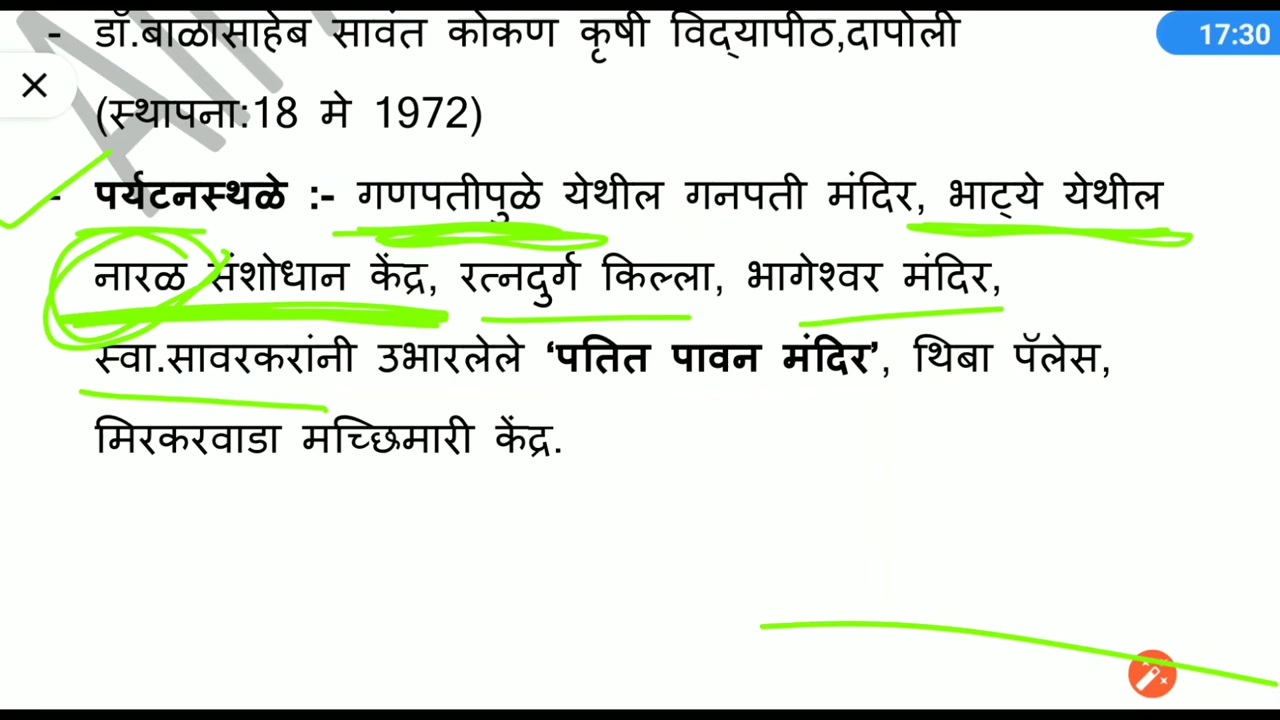 - डॉ.बाळासाहेब सावंत कोकण कृषी विद्यापीठ,दापोली
17:30
(स्थापना:18 मे 1972)
- पर्यटनस्थळे :- गणपतीपुळे येथील गनपती मंदिर, भाट्ये येथील
नारळ संशोधान केंद्र, रत्नदुर्ग किल्ला, भागेश्वर मंदिर,
स्वा.सावरकरांनी उभारलेले ‘पतित पावन मंदिर’, थिबा पॅलेस,
मिरकरवाडा मच्छिमारी केंद्र.